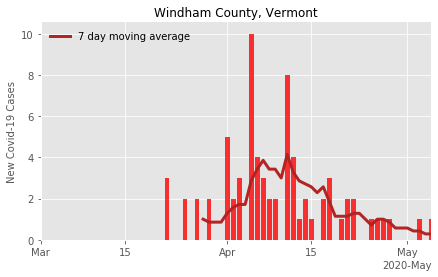 Windham County, Vermont
7 day moving average
New Covid-19 Cases
10
8
6
4
2
0
Mar 15 Apr 15 May
2020-May